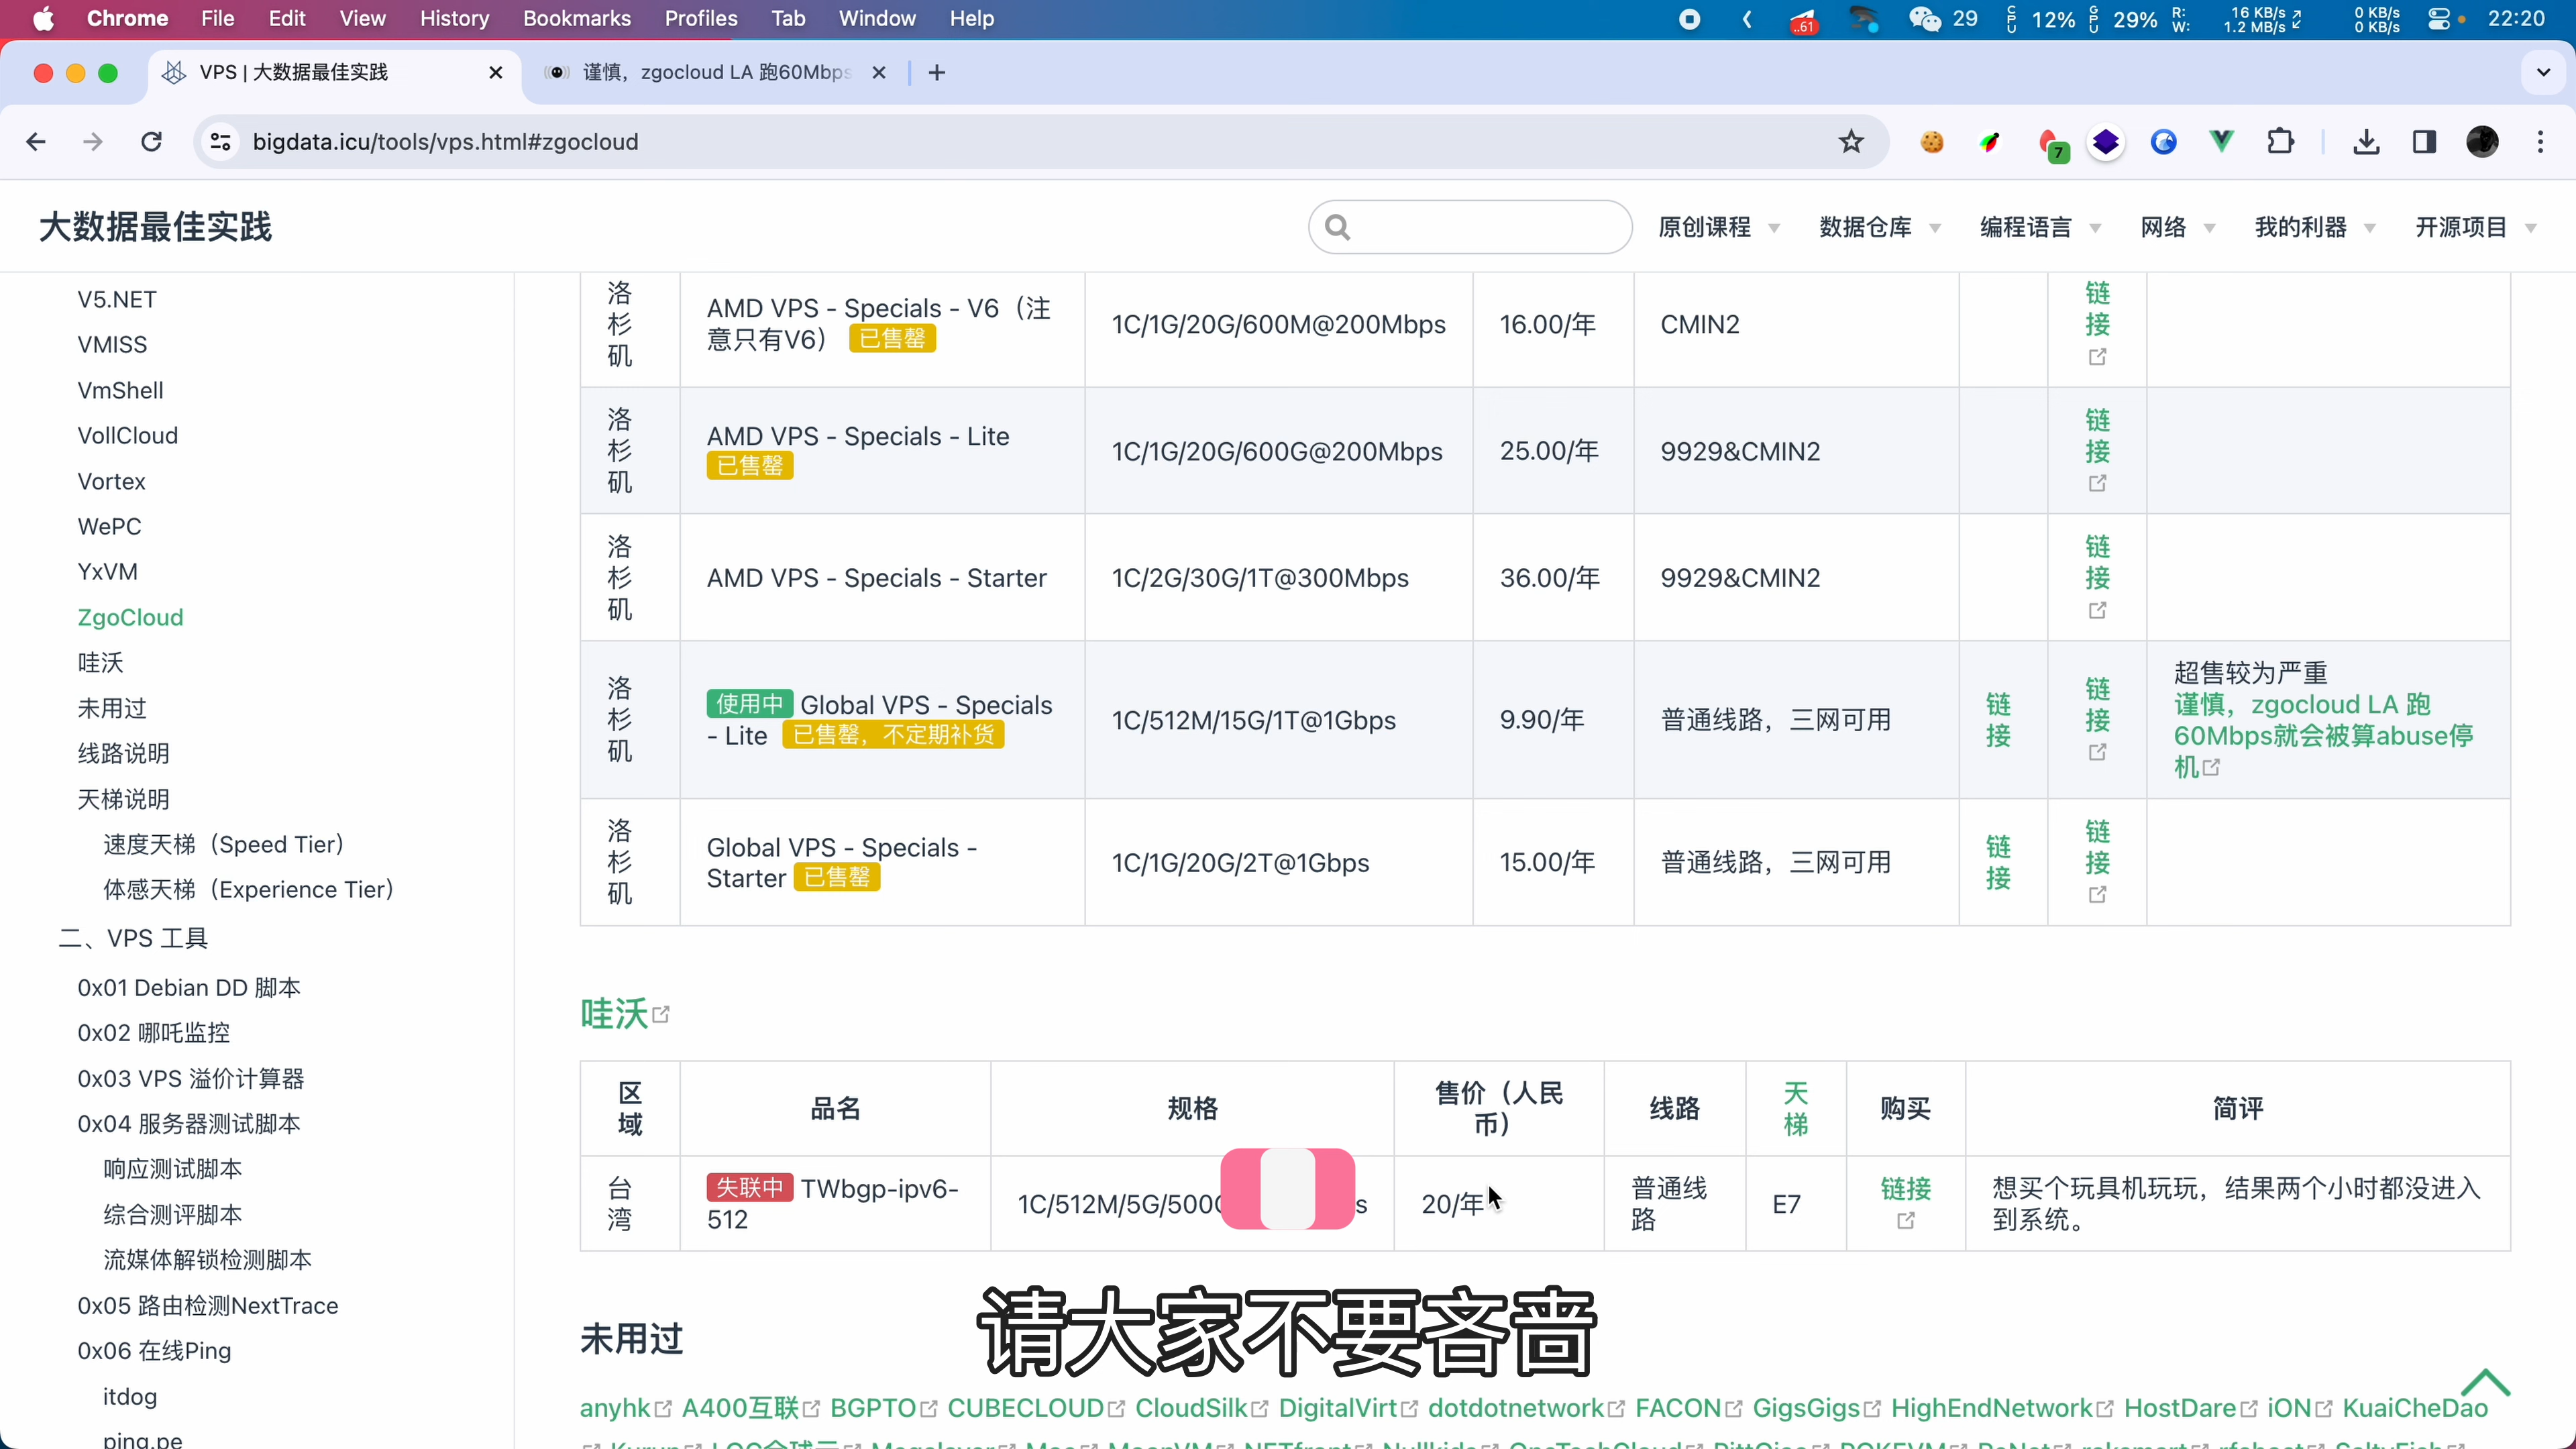 Chrome File Edit View History Bookmarks Profiles Tab Window Help
..61 29 CPU 12% GPU 29% R: W: 16 KB/s 1.2 MB/s 0 KB/s 0 KB/s 22:20
VPS | 大数据最佳实践
谨慎，zgocloud LA 跑60Mbps
bigdata.icu/tools/vps.html#zgocloud
7
大数据最佳实践
原创课程 数据仓库 编程语言 网络 我的利器 开源项目
V5.NET
VMISS
VmShell
VollCloud
Vortex
WePC
YxVM
ZgoCloud
哇沃
未用过
线路说明
天梯说明
速度天梯（Speed Tier）
体感天梯（Experience Tier）
二、VPS 工具
0x01 Debian DD 脚本
0x02 哪吒监控
0x03 VPS 溢价计算器
0x04 服务器测试脚本
响应测试脚本
综合测评脚本
流媒体解锁检测脚本
0x05 路由检测NextTrace
0x06 在线Ping
itdog
ping.pe
洛杉矶 AMD VPS - Specials - V6（注意只有V6） 已售罄 1C/1G/20G/600M@200Mbps 16.00/年 CMIN2 链接
洛杉矶 AMD VPS - Specials - Lite 已售罄 1C/1G/20G/600G@200Mbps 25.00/年 9929&CMIN2 链接
洛杉矶 AMD VPS - Specials - Starter 1C/2G/30G/1T@300Mbps 36.00/年 9929&CMIN2 链接
洛杉矶 使用中 Global VPS - Specials - Lite 已售罄，不定期补货 1C/512M/15G/1T@1Gbps 9.90/年 普通线路，三网可用 链接 链接 超售较为严重
谨慎，zgocloud LA 跑60Mbps就会被算abuse停机
洛杉矶 Global VPS - Specials - Starter 已售罄 1C/1G/20G/2T@1Gbps 15.00/年 普通线路，三网可用 链接 链接
哇沃
区域 品名 规格 售价（人民币） 线路 天梯 购买 简评
台湾 失联中 TWbgp-ipv6-512 1C/512M/5G/500 s 20/年 普通线路 E7 链接 想买个玩具机玩玩，结果两个小时都没进入到系统。
请大家不要吝啬
未用过
anyhk A400互联 BGPTO CUBECLOUD CloudSilk DigitalVirt dotdotnetwork FACON GigsGigs HighEndNetwork HostDare iON KuaiCheDao